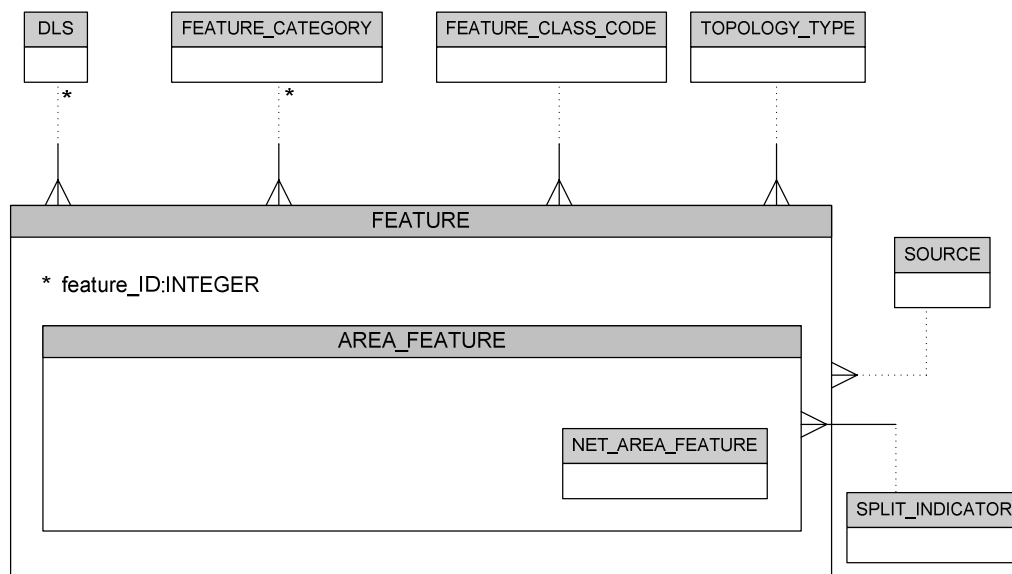 DLS
FEATURE_CATEGORY
FEATURE_CLASS_CODE
TOPOLOGY_TYPE
*
*
FEATURE
SOURCE
* feature_ID:INTEGER
AREA_FEATURE
NET_AREA_FEATURE
SPLIT_INDICATOR